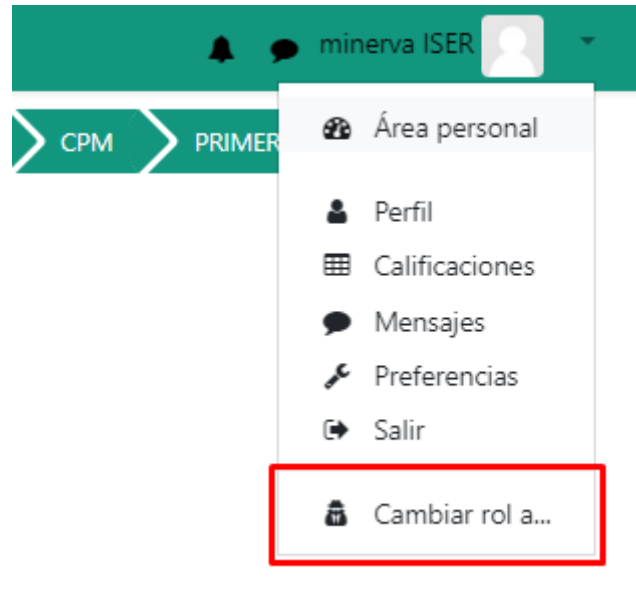 minerva ISER
CPM
PRIMER
Área personal
Perfil
Calificaciones
Mensajes
Preferencias
Salir
Cambiar rol a...